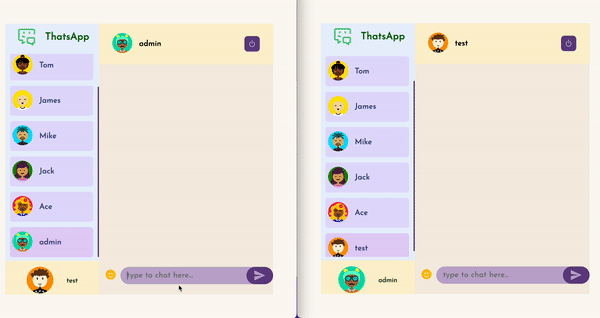 ThatsApp
admin
Tom
James
Mike
Jack
Ace
admin
test
type to chat here...
ThatsApp
test
Tom
James
Mike
Jack
Ace
test
admin
type to chat here...